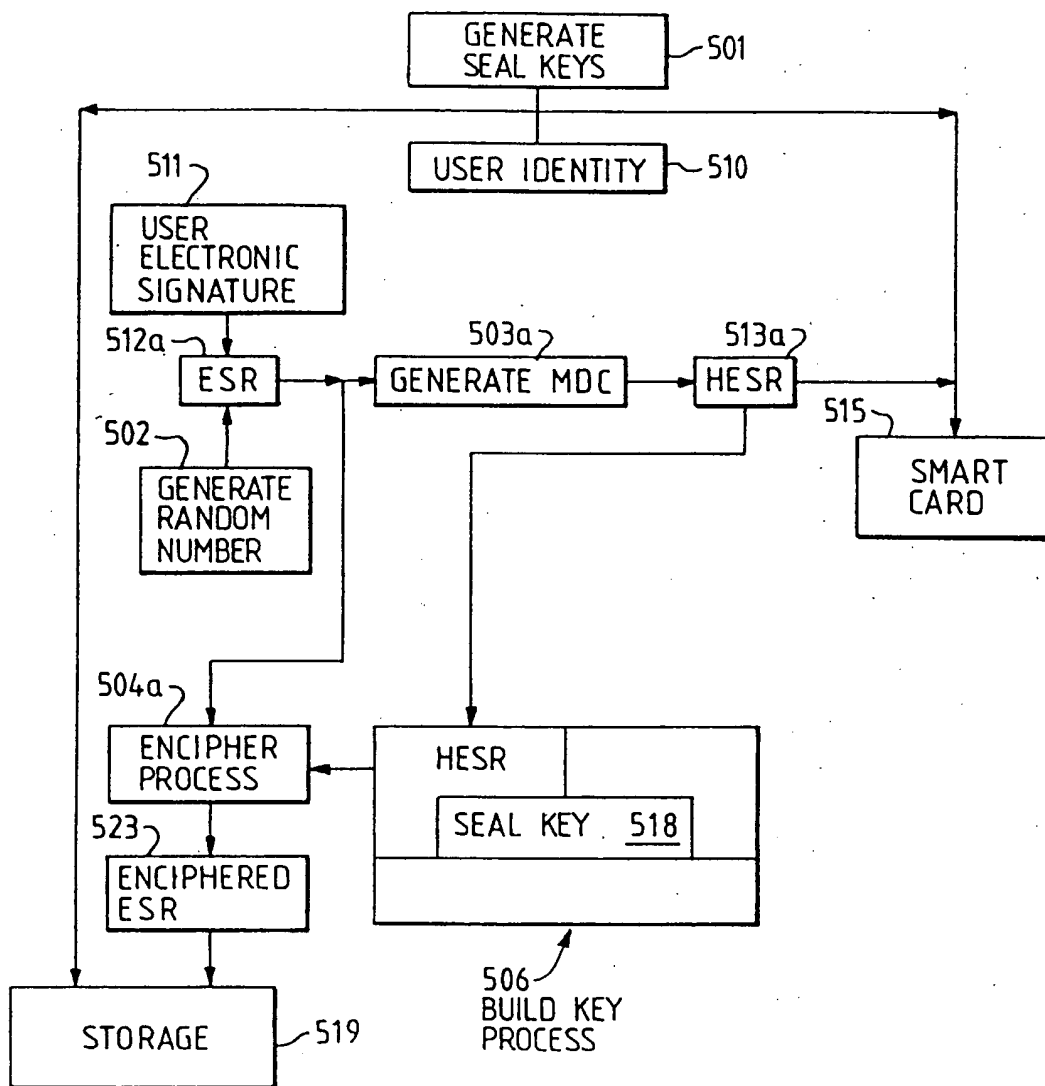 GENERATE
SEAL KEYS
501
USER IDENTITY
510
511
USER
ELECTRONIC
SIGNATURE
512a
ESR
503a
GENERATE MDC
513a
HESR
502
GENERATE
RANDOM
NUMBER
515
SMART
CARD
504a
ENCIPHER
PROCESS
HESR
SEAL KEY 518
523
ENCIPHERED
ESR
506
BUILD KEY
PROCESS
STORAGE
519